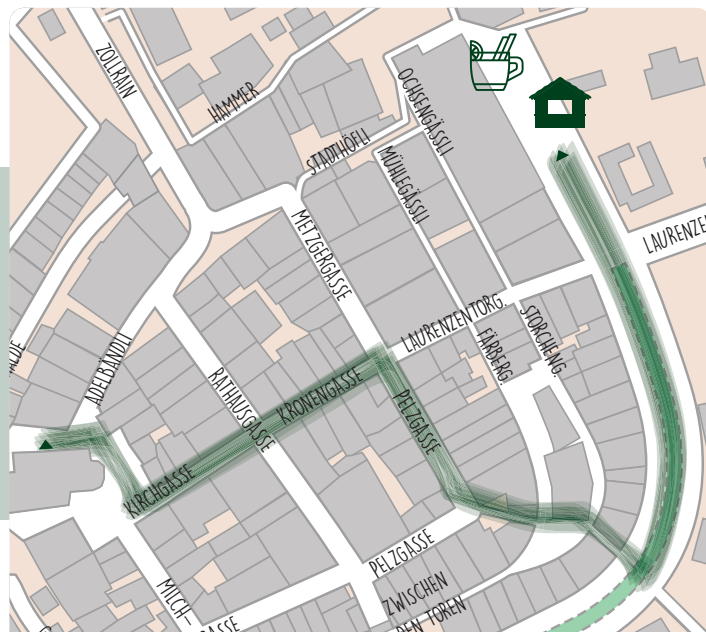 ZOLLRAIN
HAMMER
OCHSENGÄSSLI
STADTHÖFLI
MÜHLEGÄSSLI
METZGERGASSE
LAURENZENTORG.
STORCHENG.
FÄRBERG.
ADELBÄNDLI
RATHAUSGASSE
KRONENGASSE
PELZGASSE
KIRCHGASSE
PELZGASSE
ZWISCHEN
DEN TOREN
MILCH-
GASSE